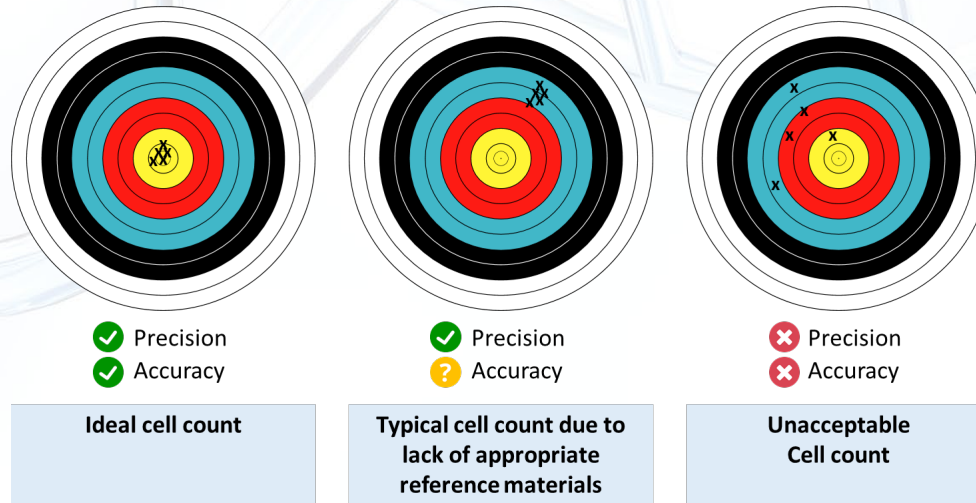 Precision
Accuracy
Ideal cell count
Precision
Accuracy
Typical cell count due to
lack of appropriate
reference materials
Precision
Accuracy
Unacceptable
Cell count